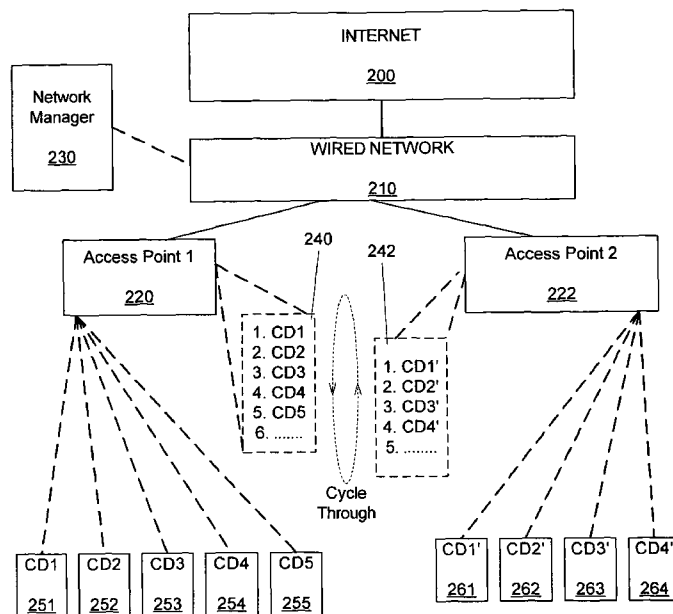 INTERNET
200
Network
Manager
230
WIRED NETWORK
210
Access Point 1
220
240
242
Access Point 2
222
1. CD1
2. CD2
3. CD3
4. CD4
5. CD5
6. .......
1. CD1'
2. CD2'
3. CD3'
4. CD4'
5. .......
Cycle
Through
CD1
251
CD2
252
CD3
253
CD4
254
CD5
255
CD1'
261
CD2'
262
CD3'
263
CD4'
264